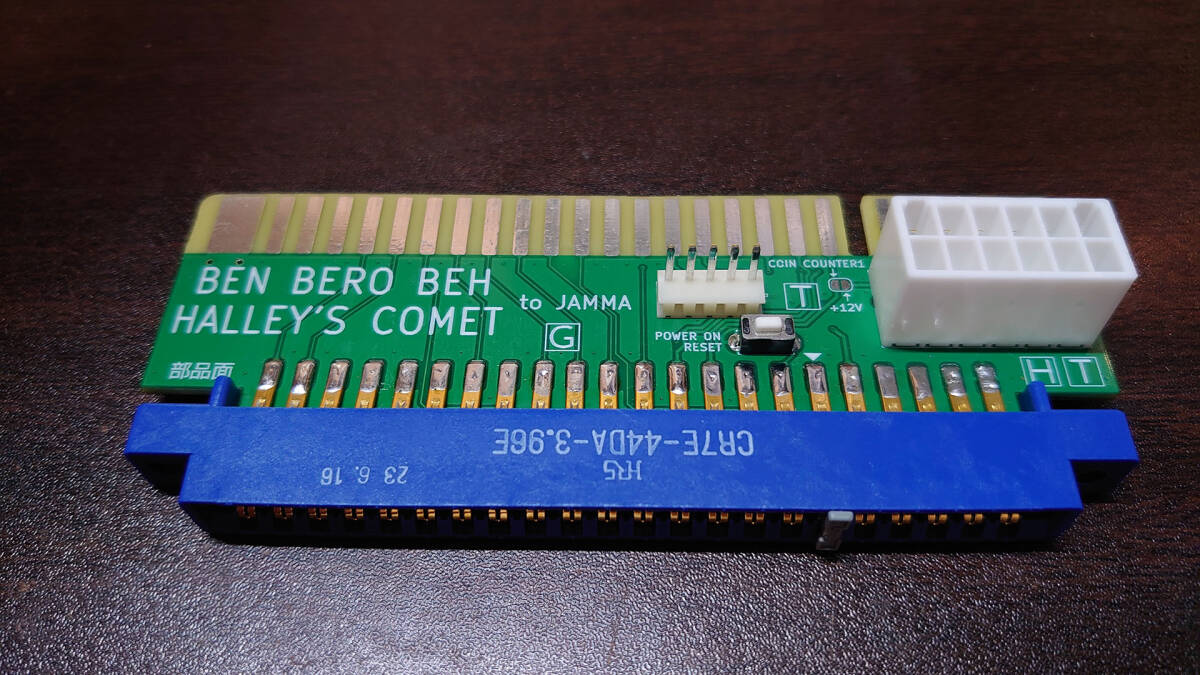 BEN BERO BEH
HALLEY'S COMET
to JAMMA
G
部品面
COIN COUNTER1
T
+12V
POWER ON
RESET
H T
CR7E-44DA-3.96E
HRS
23 6. 16